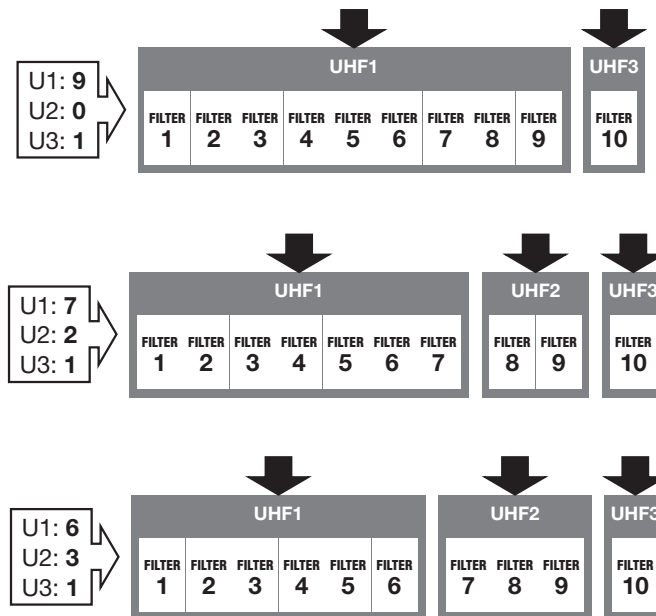 UHF1 UHF3
U1: 9
U2: 0
U3: 1
FILTER FILTER FILTER FILTER FILTER FILTER FILTER FILTER FILTER FILTER
1 2 3 4 5 6 7 8 9 10
UHF1 UHF2 UHF3
U1: 7
U2: 2
U3: 1
FILTER FILTER FILTER FILTER FILTER FILTER FILTER FILTER FILTER FILTER
1 2 3 4 5 6 7 8 9 10
UHF1 UHF2 UHF3
U1: 6
U2: 3
U3: 1
FILTER FILTER FILTER FILTER FILTER FILTER FILTER FILTER FILTER FILTER
1 2 3 4 5 6 7 8 9 10